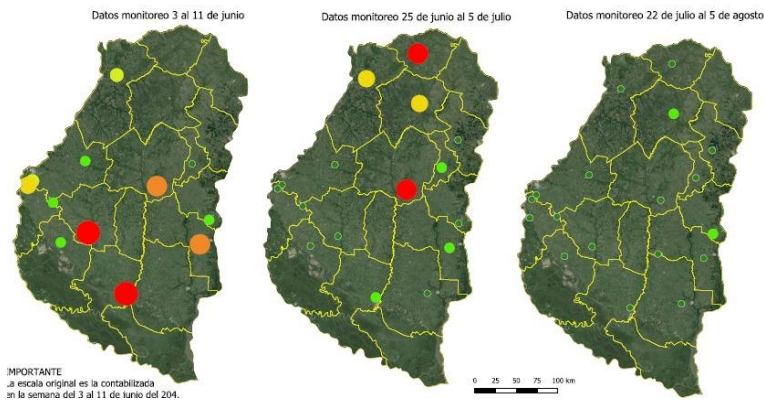 Datos monitoreo 3 al 11 de junio
Datos monitoreo 25 de junio al 5 de julio
Datos monitoreo 22 de julio al 5 de agosto
IMPORTANTE
La escala original es la contabilizada
en la semana del 3 al 11 de junio del 204.
0 25 50 75 100 km